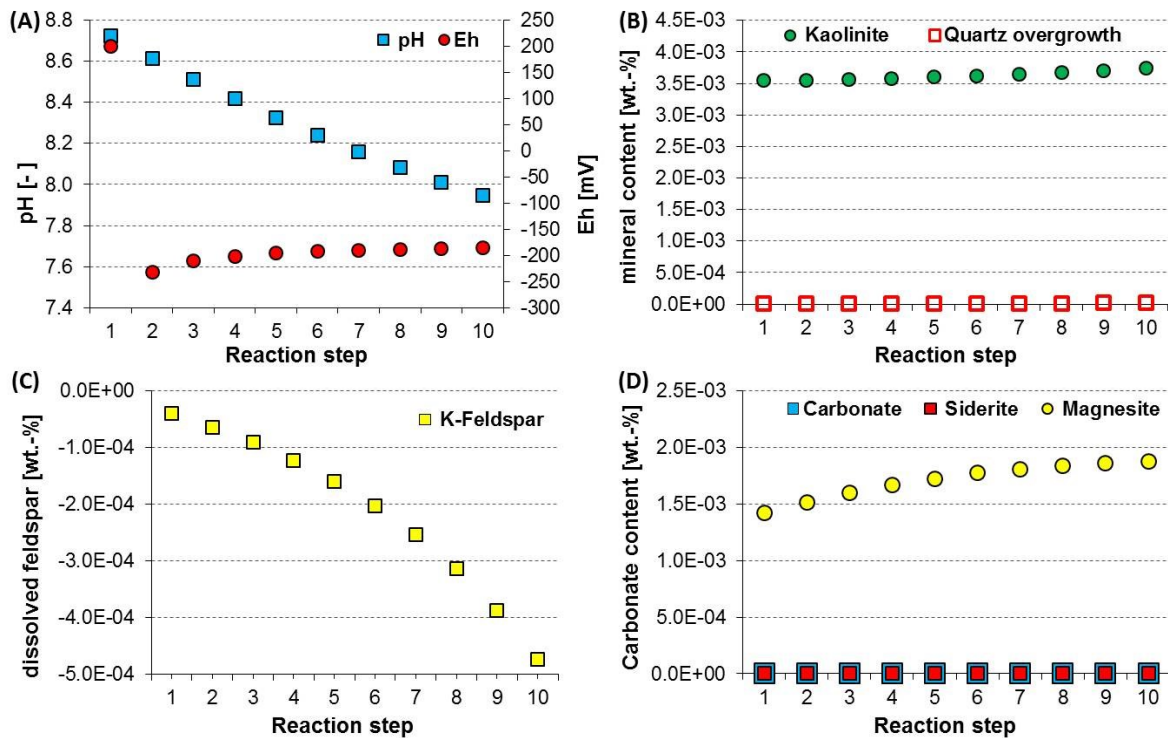 (A)
pH
Eh
8.8
8.6
8.4
8.2
8.0
7.8
7.6
7.4
pH [-]
250
200
150
100
50
0
-50
-100
-150
-200
-250
-300
Eh [mV]
1 2 3 4 5 6 7 8 9 10
Reaction step
(B)
Kaolinite
Quartz overgrowth
4.5E-03
4.0E-03
3.5E-03
3.0E-03
2.5E-03
2.0E-03
1.5E-03
1.0E-03
5.0E-04
0.0E+00
mineral content [wt.-%]
1 2 3 4 5 6 7 8 9 10
Reaction step
(C)
K-Feldspar
0.0E+00
-1.0E-04
-2.0E-04
-3.0E-04
-4.0E-04
-5.0E-04
dissolved feldspar [wt.-%]
1 2 3 4 5 6 7 8 9 10
Reaction step
(D)
Carbonate
Siderite
Magnesite
2.5E-03
2.0E-03
1.5E-03
1.0E-03
5.0E-04
0.0E+00
Carbonate content [wt.-%]
1 2 3 4 5 6 7 8 9 10
Reaction step